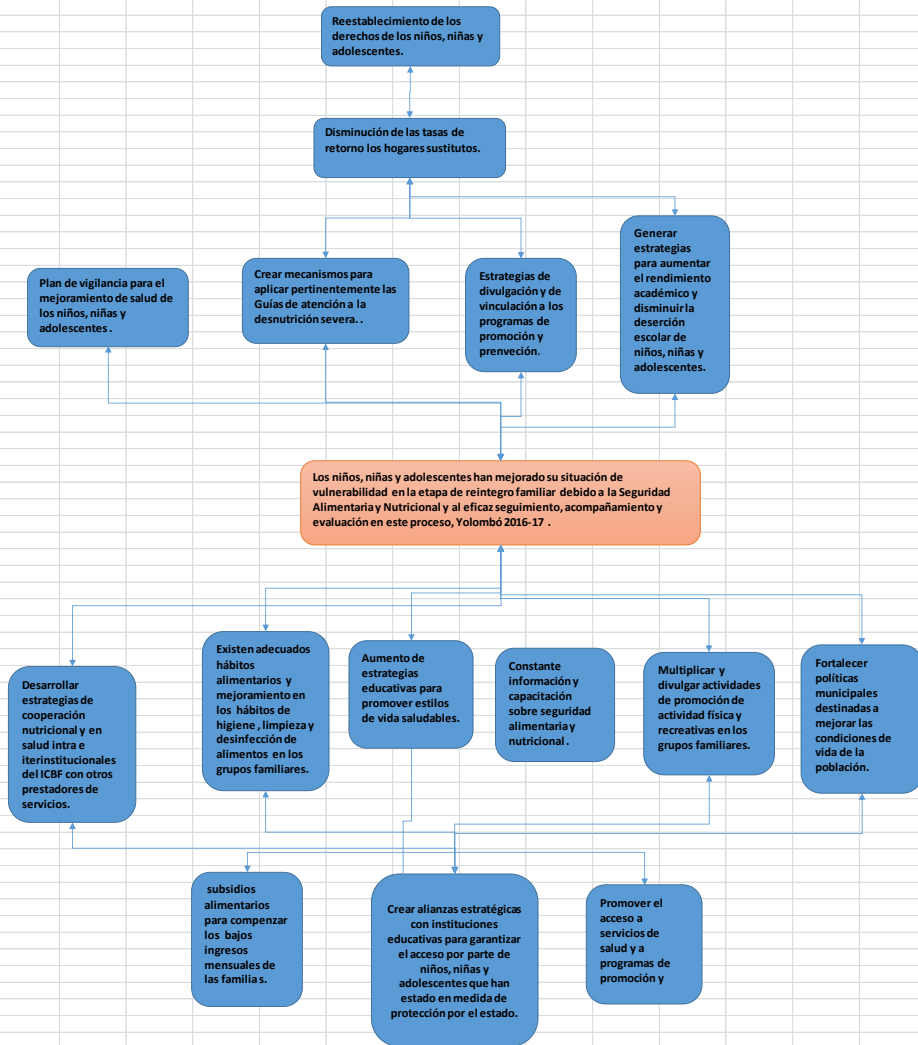 Reestablecimiento de los
derechos de los niños, niñas y
adolescentes.
Disminución de las tasas de
retorno los hogares sustitutos.
Plan de vigilancia para el
mejoramiento de salud de
los niños, niñas y
adolescentes .
Crear mecanismos para
aplicar pertinentemente las
Guías de atención a la
desnutrición severa. .
Estrategias de
divulgación y de
vinculación a los
programas de
promoción y
prenveción.
Generar
estrategias
para aumentar
el rendimiento
académico y
disminuir la
deserción
escolar de
niños, niñas y
adolescentes.
Los niños, niñas y adolescentes han mejorado su situación de
vulnerabilidad en la etapa de reintegro familiar debido a la Seguridad
Alimentaria y Nutricional y al eficaz seguimiento, acompañamiento y
evaluación en este proceso, Yolombó 2016-17 .
Desarrollar
estrategias de
cooperación
nutricional y en
salud intra e
iterinstitucionales
del ICBF con otros
prestadores de
servicios.
Existen adecuados
hábitos
alimentarios y
mejoramiento en
los hábitos de
higiene , limpieza y
desinfección de
alimentos en los
grupos familiares.
Aumento de
estrategias
educativas para
promover estilos
de vida saludables.
Constante
información y
capacitación
sobre seguridad
alimentaria y
nutricional .
Multiplicar y
divulgar actividades
de promoción de
actividad física y
recreativas en los
grupos familiares.
Fortalecer
políticas
municipales
destinadas a
mejorar las
condiciones de
vida de la
población.
subsidios
alimentarios
para compenzar
los bajos
ingresos
mensuales de
las familia s.
Crear alianzas estratégicas
con instituciones
educativas para garantizar
el acceso por parte de
niños, niñas y
adolescentes que han
estado en medida de
protección por el estado.
Promover el
acceso a
servicios de
salud y a
programas de
promoción y